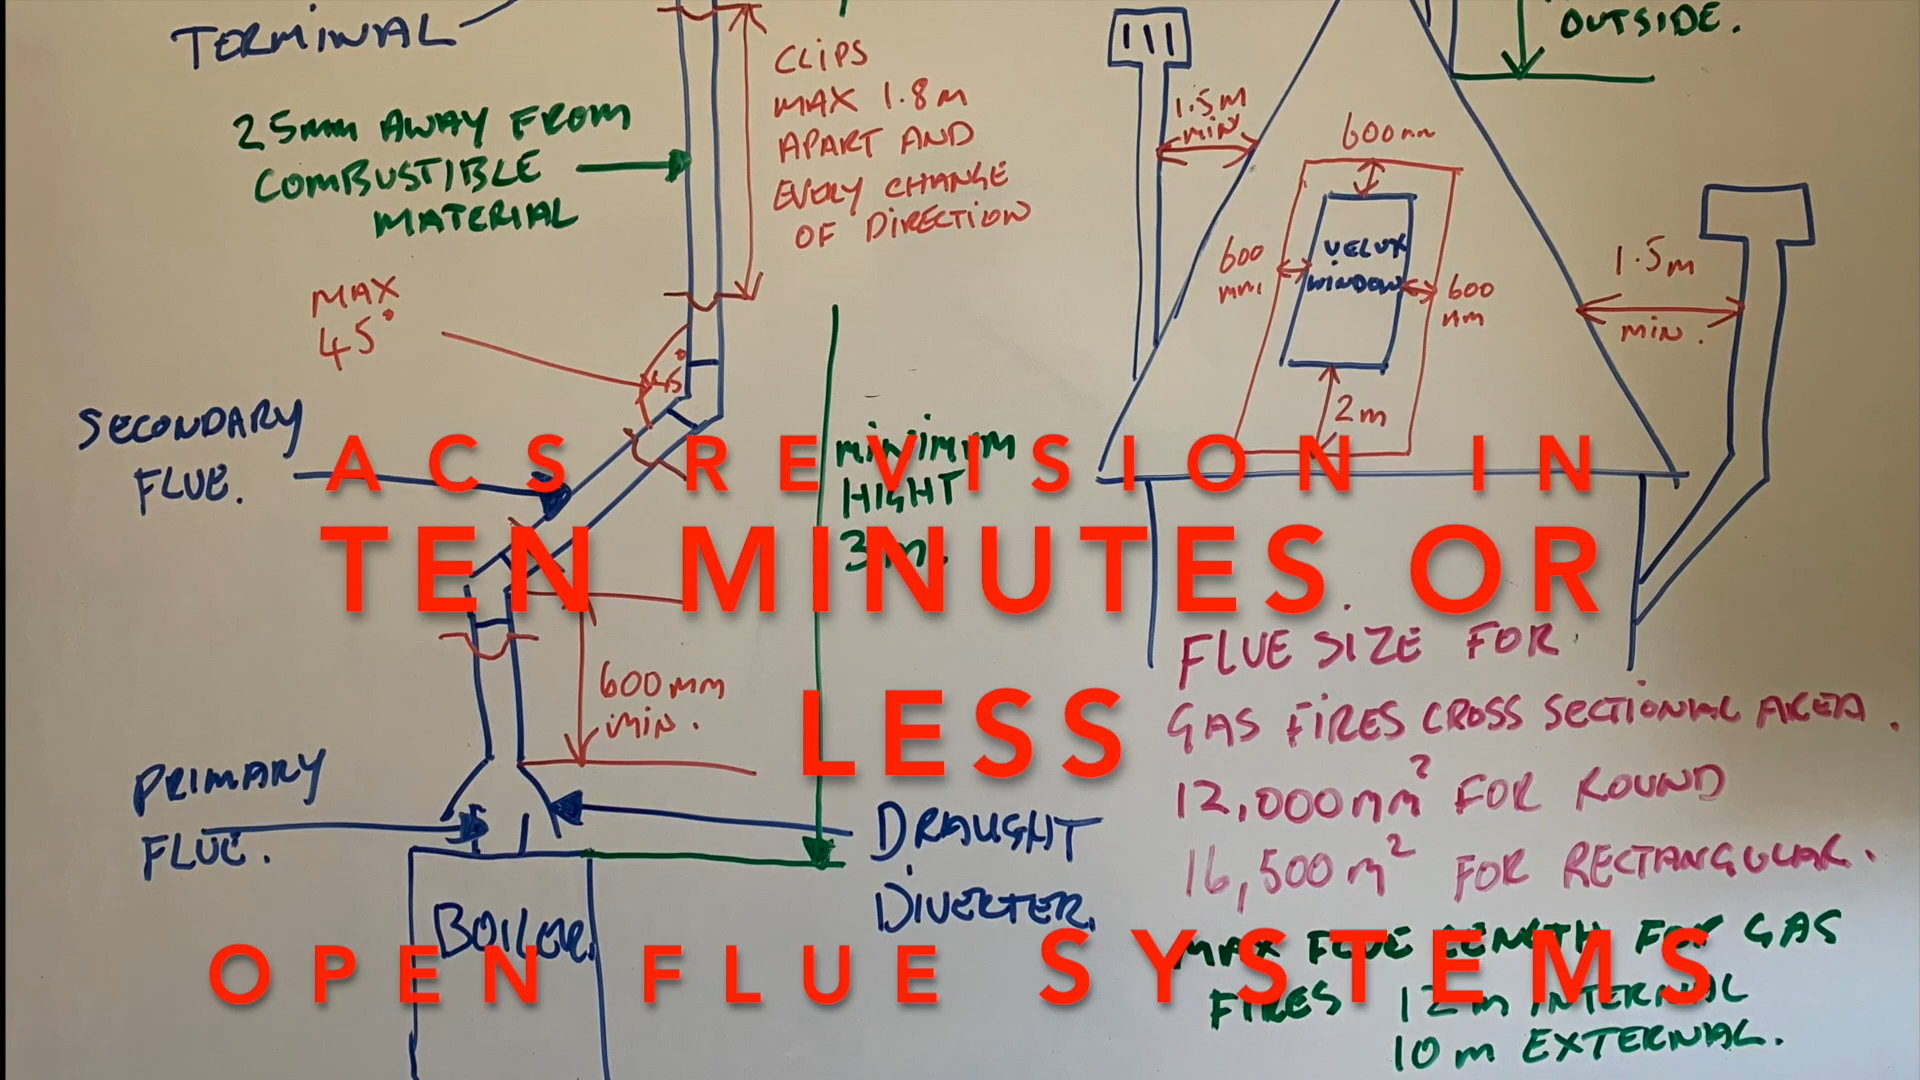 TERMINAL
25mm AWAY FROM
COMBUSTIBLE
MATERIAL
CLIPS
MAX 1.8m
APART AND
EVERY CHANGE
OF DIRECTION
MAX
45°
45°
SECONDARY
FLUE.
minimum
HIGHT
3m.
600mm
min.
PRIMARY
FLUE.
DRAUGHT
DIVERTER.
BOILER.
OUTSIDE.
1.5m
min
600mm
VELUX
WINDOW
600
mm
600
mm
2m
1.5m
min.
FLUE SIZE FOR
GAS FIRES CROSS SECTIONAL AREA.
12,000mm² FOR ROUND
16,500m² FOR RECTANGULAR.
MAX FLUE LENGTH FOR GAS
FIRES 12m INTERNAL
10m EXTERNAL.
ACS REVISION IN
TEN MINUTES OR
LESS
OPEN FLUE SYSTEMS